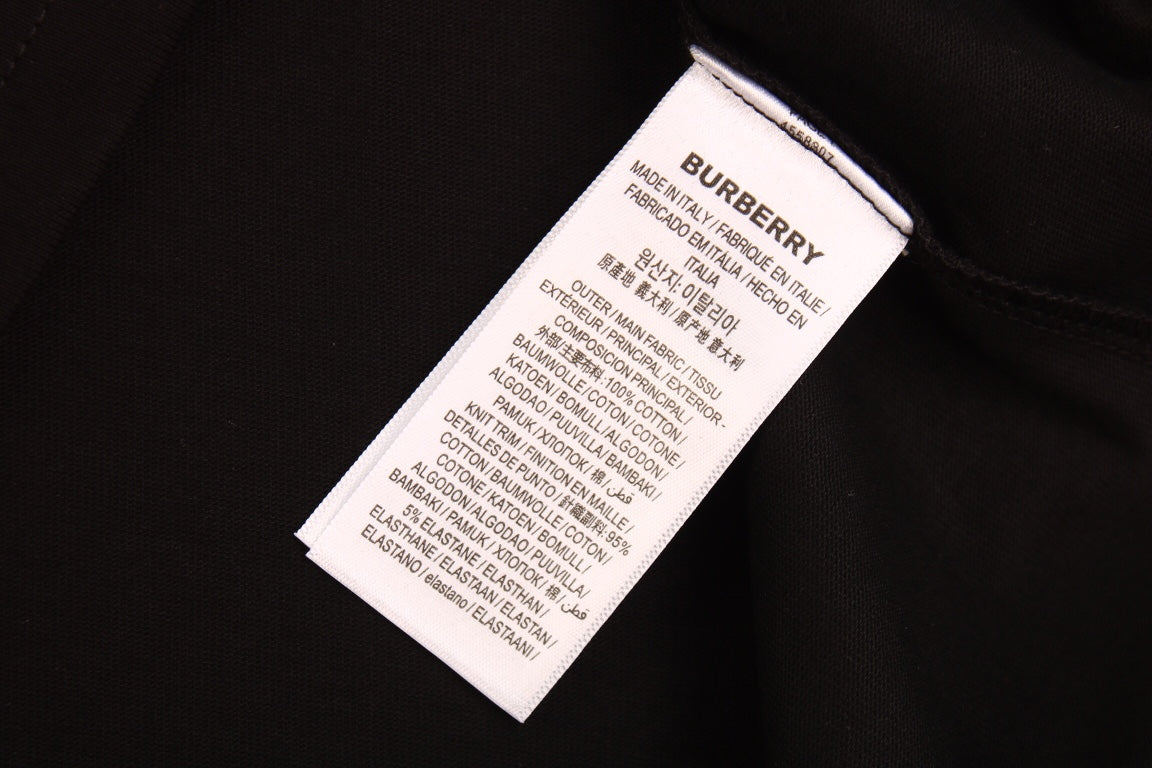 4558807
BURBERRY
MADE IN ITALY / FABRIQUÉ EN ITALIE /
FABRICADO EM ITALIA / HECHO EN
ITALIA
원산지: 이탈리아
原產地 義大利 / 原产地 意大利
OUTER / MAIN FABRIC / TISSU
EXTÉRIEUR / PRINCIPAL / EXTERIOR -
COMPOSICION PRINCIPAL /
外部/主要布料:100% COTTON /
BAUMWOLLE / COTON / COTONE /
KATOEN / BOMULL / ALGODON /
ALGODAO / PUUVILLA / BAMBAKI /
PAMUK / ХЛОПОК / 棉 / قطن
KNIT TRIM / FINITION EN MAILLE /
DETALLES DE PUNTO / 針織副料:95%
COTTON / BAUMWOLLE / COTON /
COTONE / KATOEN / BOMULL /
ALGODON / ALGODAO / PUUVILLA /
BAMBAKI / PAMUK / ХЛОПОК / 棉 / قطن
5% ELASTANE / ELASTHAN /
ELASTHANE / ELASTAAN / ELASTAN /
ELASTANO / elastano / ELASTAANI /